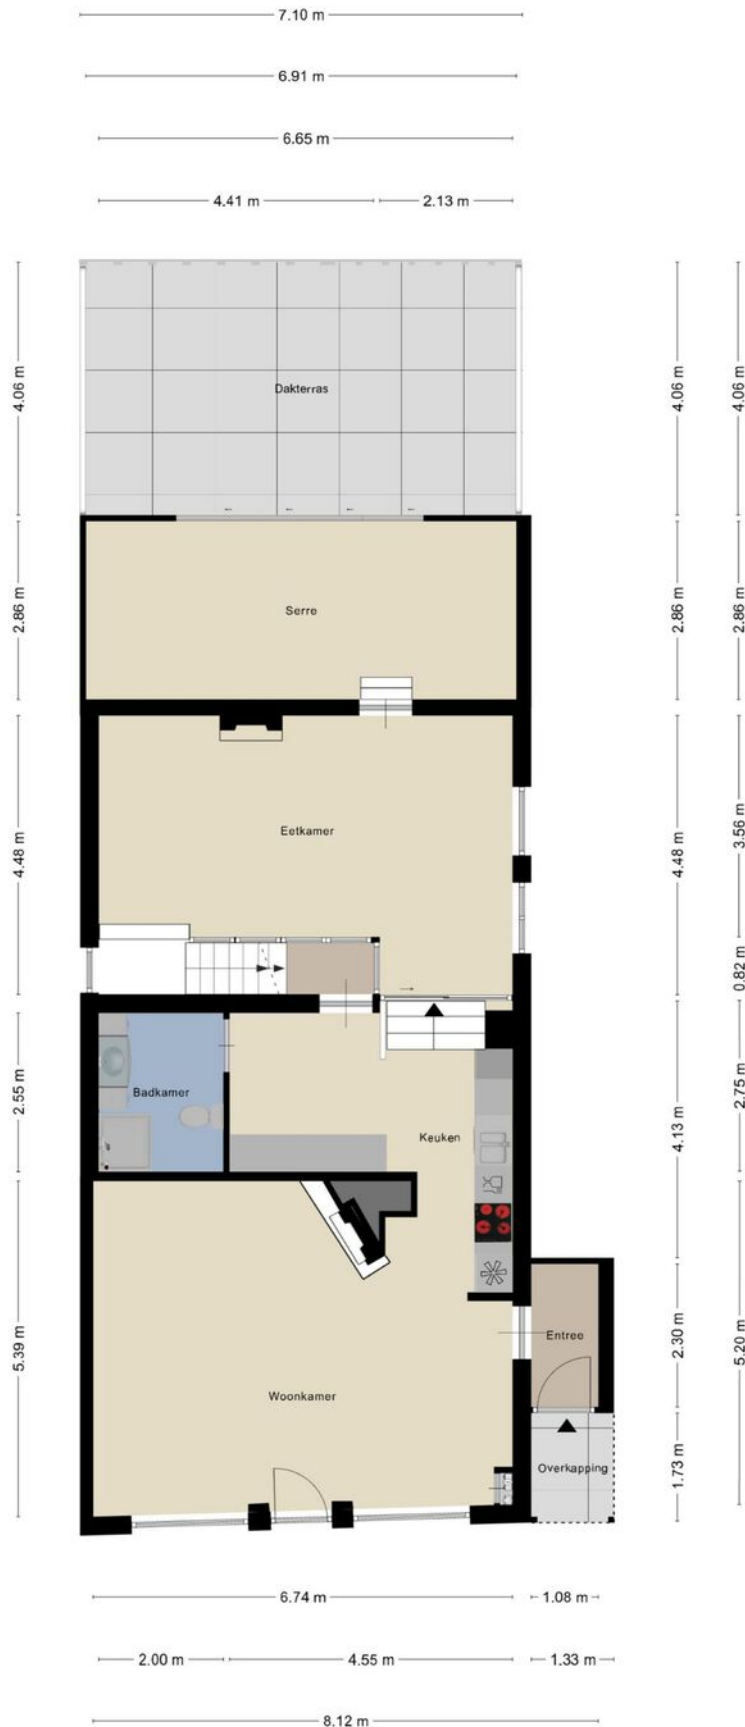 7.10 m
6.91 m
6.65 m
4.41 m
2.13 m
4.06 m
4.06 m
4.06 m
Dakterras
2.86 m
2.86 m
2.86 m
Serre
4.48 m
4.48 m
3.56 m
Eetkamer
0.82 m
2.55 m
4.13 m
2.75 m
Badkamer
Keuken
5.39 m
2.30 m
5.20 m
Entree
Woonkamer
1.73 m
Overkapping
6.74 m
1.08 m
2.00 m
4.55 m
1.33 m
8.12 m